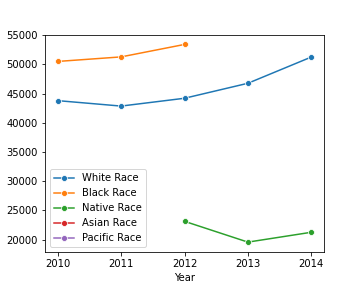 55000
50000
45000
40000
35000
30000
25000
20000
White Race
Black Race
Native Race
Asian Race
Pacific Race
2010 2011 2012 2013 2014
Year